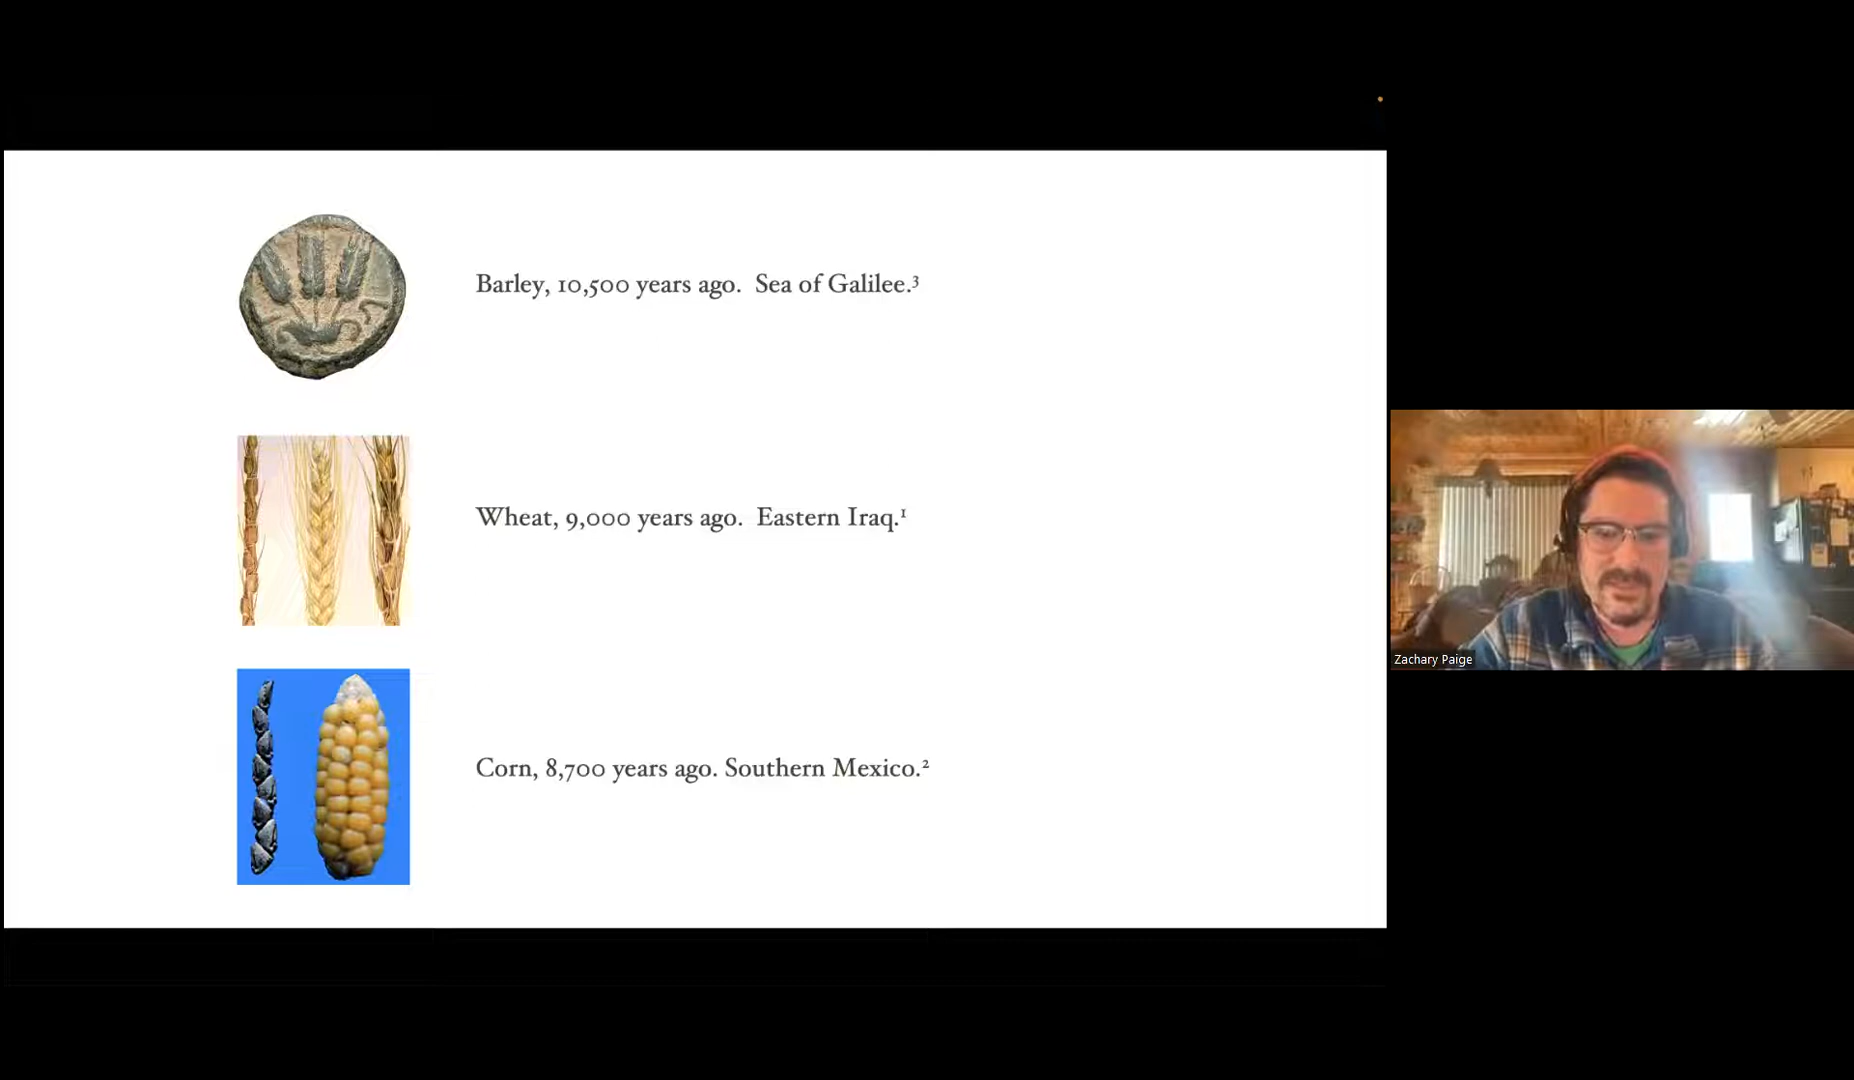 Barley, 10,500 years ago.  Sea of Galilee.³
Wheat, 9,000 years ago.  Eastern Iraq.¹
Corn, 8,700 years ago. Southern Mexico.²
Zachary Paige